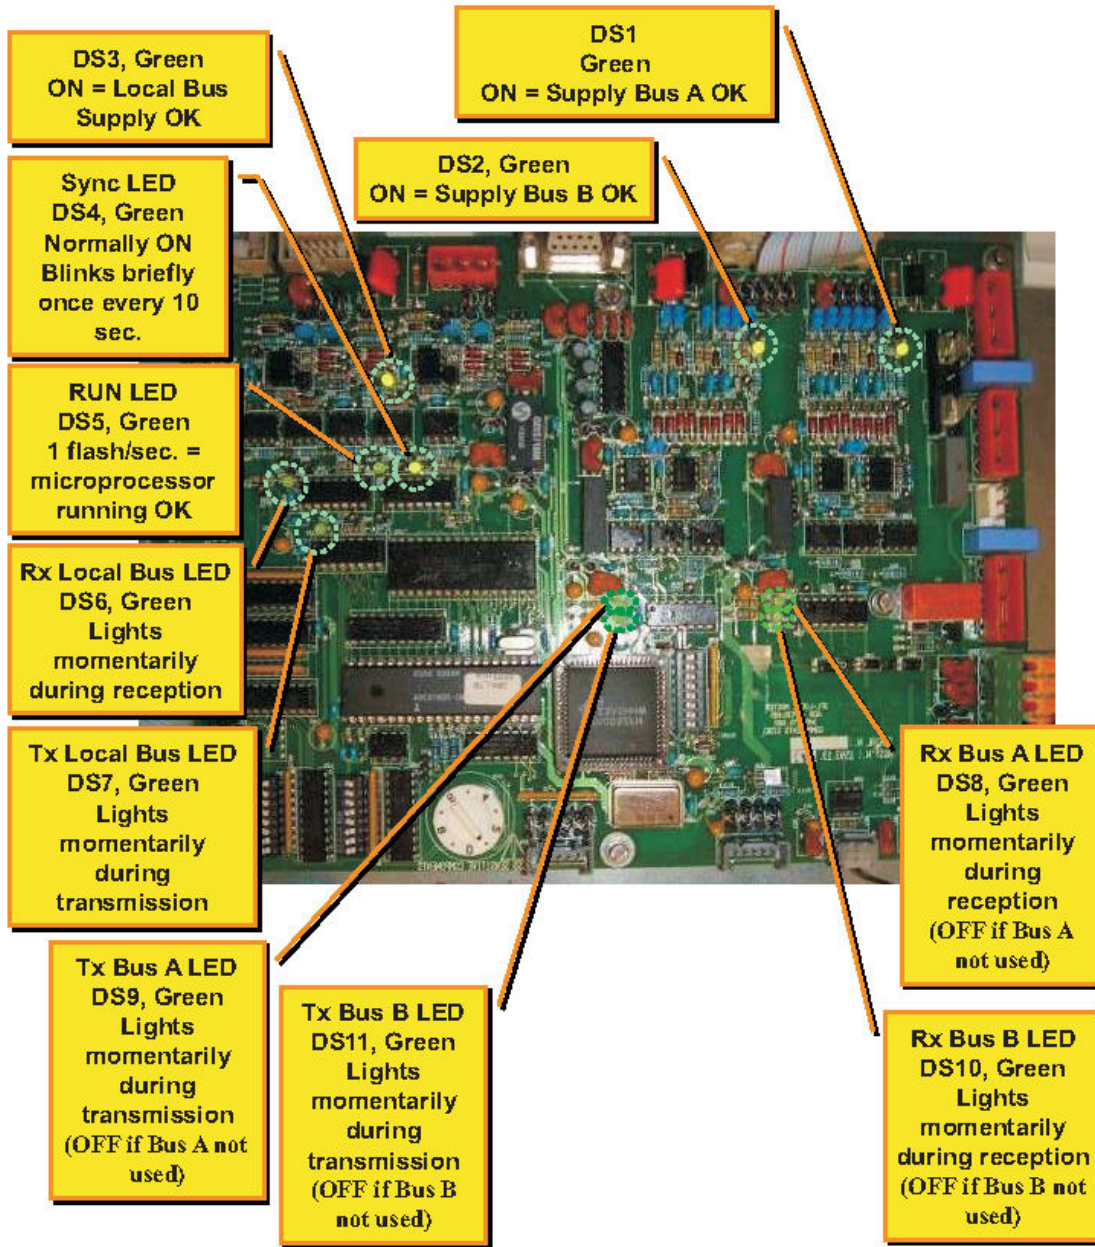 DS3, Green
ON = Local Bus
Supply OK
DS1
Green
ON = Supply Bus A OK
DS2, Green
ON = Supply Bus B OK
Sync LED
DS4, Green
Normally ON
Blinks briefly
once every 10
sec.
RUN LED
DS5, Green
1 flash/sec. =
microprocessor
running OK
Rx Local Bus LED
DS6, Green
Lights
momentarily
during reception
Tx Local Bus LED
DS7, Green
Lights
momentarily
during
transmission
Rx Bus A LED
DS8, Green
Lights
momentarily
during
reception
(OFF if Bus A
not used)
Tx Bus A LED
DS9, Green
Lights
momentarily
during
transmission
(OFF if Bus A not
used)
Tx Bus B LED
DS11, Green
Lights
momentarily
during
transmission
(OFF if Bus B
not used)
Rx Bus B LED
DS10, Green
Lights
momentarily
during reception
(OFF if Bus B not
used)